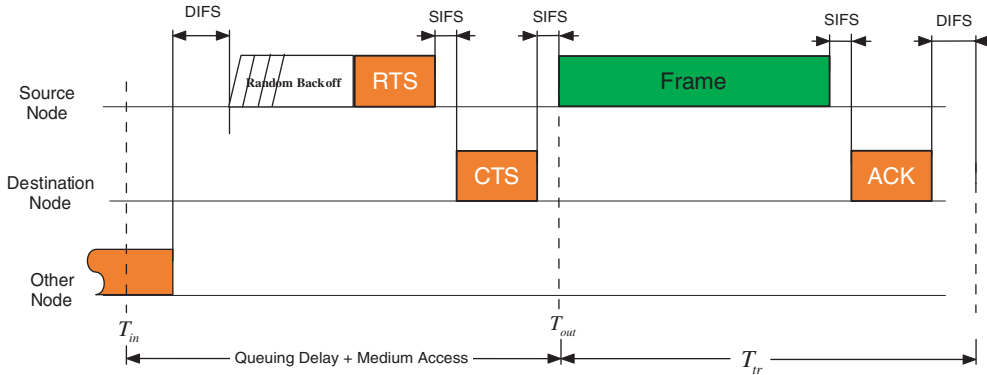 DIFS
SIFS
SIFS
SIFS
DIFS
Source
Node
Random Backoff
RTS
Frame
Destination
Node
CTS
ACK
Other
Node
T_in
T_out
Queuing Delay + Medium Access
T_tr